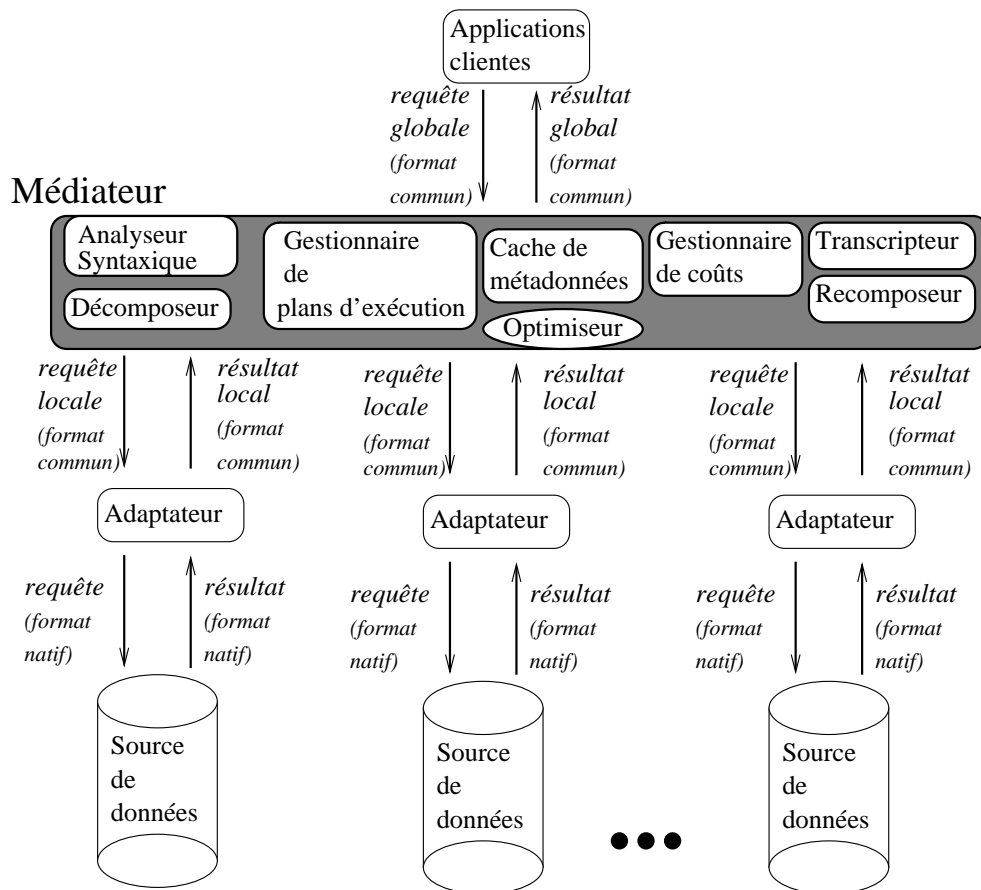 Applications
clientes
requête
globale
(format
commun)
résultat
global
(format
commun)
Médiateur
Analyseur
Syntaxique
Décomposeur
Gestionnaire
de
plans d'exécution
Cache de
métadonnées
Optimiseur
Gestionnaire
de coûts
Transcripteur
Recomposeur
requête
locale
(format
commun)
résultat
local
(format
commun)
requête
locale
(format
commun)
résultat
local
(format
commun)
requête
locale
(format
commun)
résultat
local
(format
commun)
Adaptateur
Adaptateur
Adaptateur
requête
(format
natif)
résultat
(format
natif)
requête
(format
natif)
résultat
(format
natif)
requête
(format
natif)
résultat
(format
natif)
Source
de
données
Source
de
données
Source
de
données